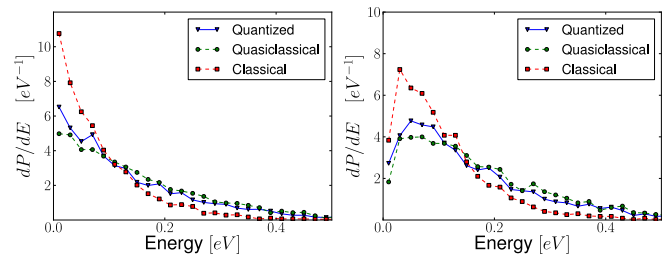 dP/dE [eV⁻¹]
10
8
6
4
2
0.0 0.2 0.4
Energy [eV]
Quantized
Quasiclassical
Classical
dP/dE [eV⁻¹]
10
8
6
4
2
0.0 0.2 0.4
Energy [eV]
Quantized
Quasiclassical
Classical